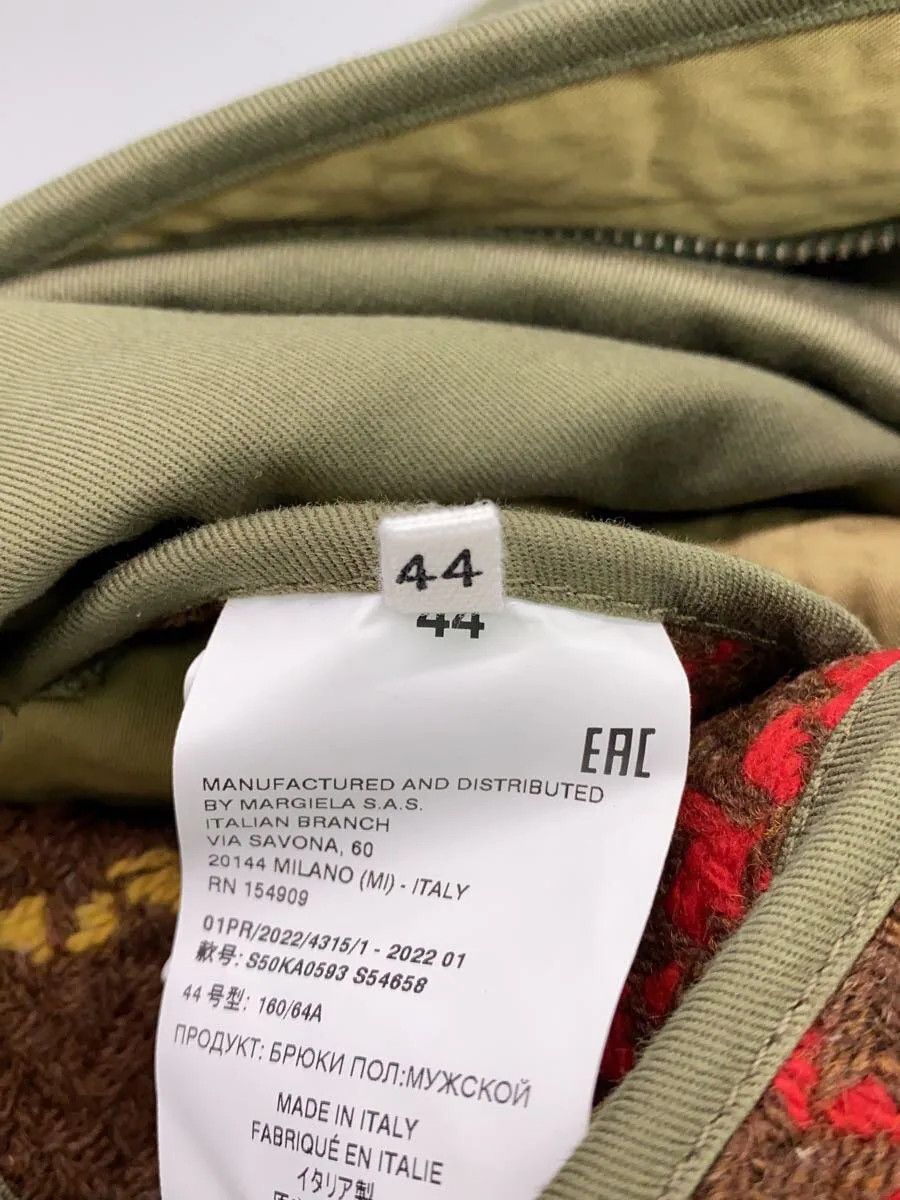 44
44
EAC
MANUFACTURED AND DISTRIBUTED
BY MARGIELA S.A.S.
ITALIAN BRANCH
VIA SAVONA, 60
20144 MILANO (MI) - ITALY
RN 154909
01PR/2022/4315/1 - 2022 01
款号: S50KA0593 S54658
44 号型: 160/64A
ПРОДУКТ: БРЮКИ ПОЛ:МУЖСКОЙ
MADE IN ITALY
FABRIQUÉ EN ITALIE
イタリア製